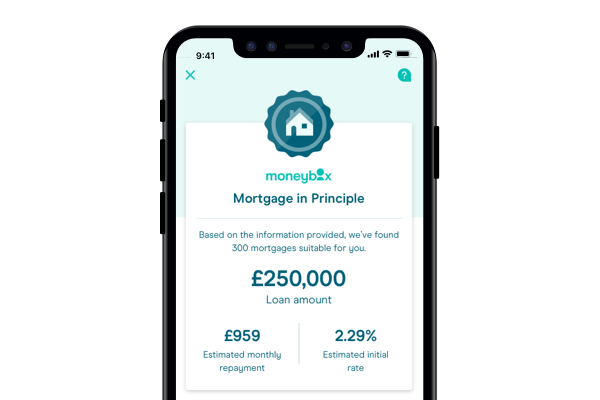 9:41
?
moneybox
Mortgage in Principle
Based on the information provided, we've found
300 mortgages suitable for you.
£250,000
Loan amount
£959 2.29%
Estimated monthly Estimated initial
repayment rate